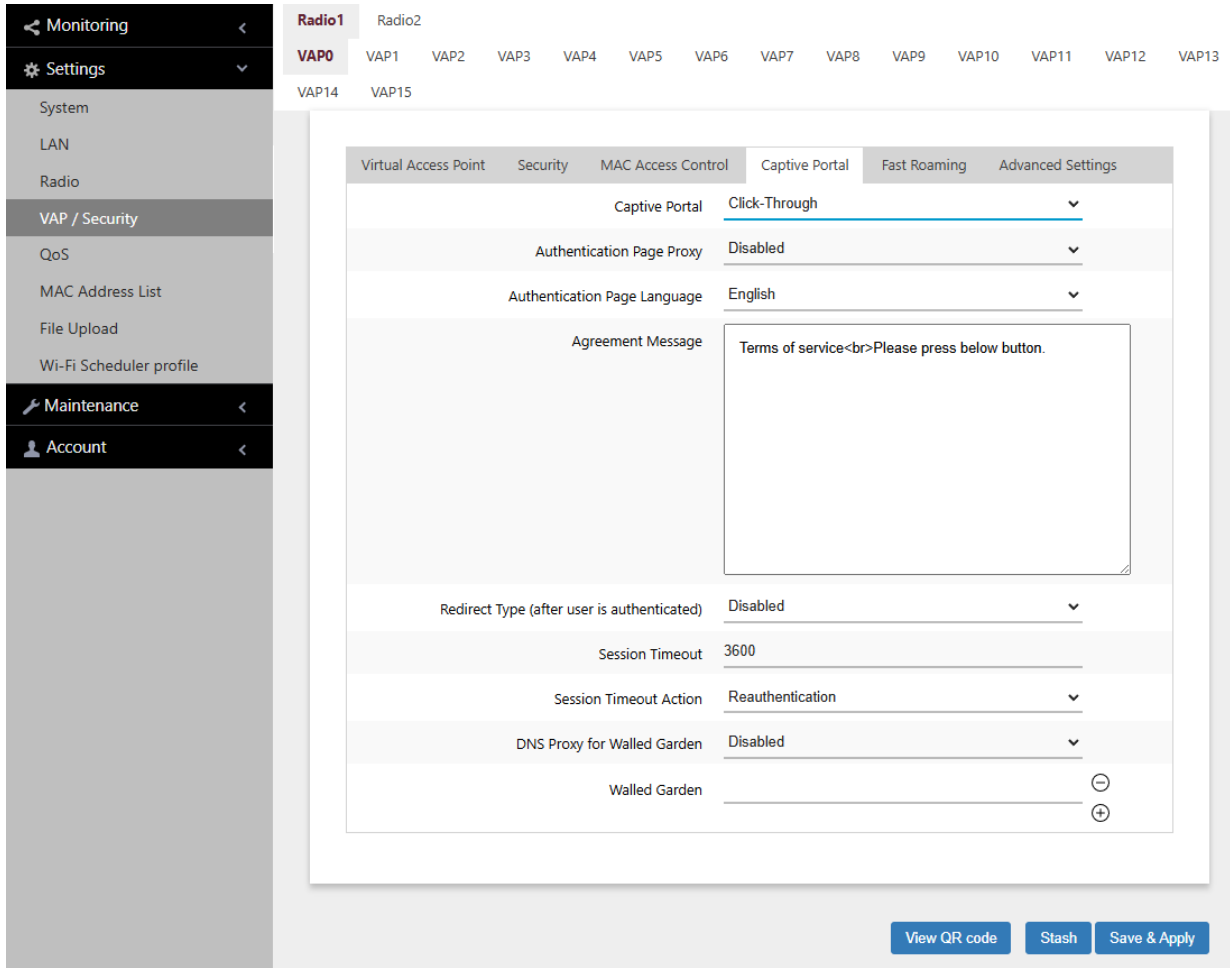 Monitoring
Settings
System
LAN
Radio
VAP / Security
QoS
MAC Address List
File Upload
Wi-Fi Scheduler profile
Maintenance
Account
Radio1 Radio2
VAP0 VAP1 VAP2 VAP3 VAP4 VAP5 VAP6 VAP7 VAP8 VAP9 VAP10 VAP11 VAP12 VAP13
VAP14 VAP15
Virtual Access Point Security MAC Access Control Captive Portal Fast Roaming Advanced Settings
Captive Portal Click-Through
Authentication Page Proxy Disabled
Authentication Page Language English
Agreement Message Terms of service<br>Please press below button.
Redirect Type (after user is authenticated) Disabled
Session Timeout 3600
Session Timeout Action Reauthentication
DNS Proxy for Walled Garden Disabled
Walled Garden
View QR code Stash Save & Apply